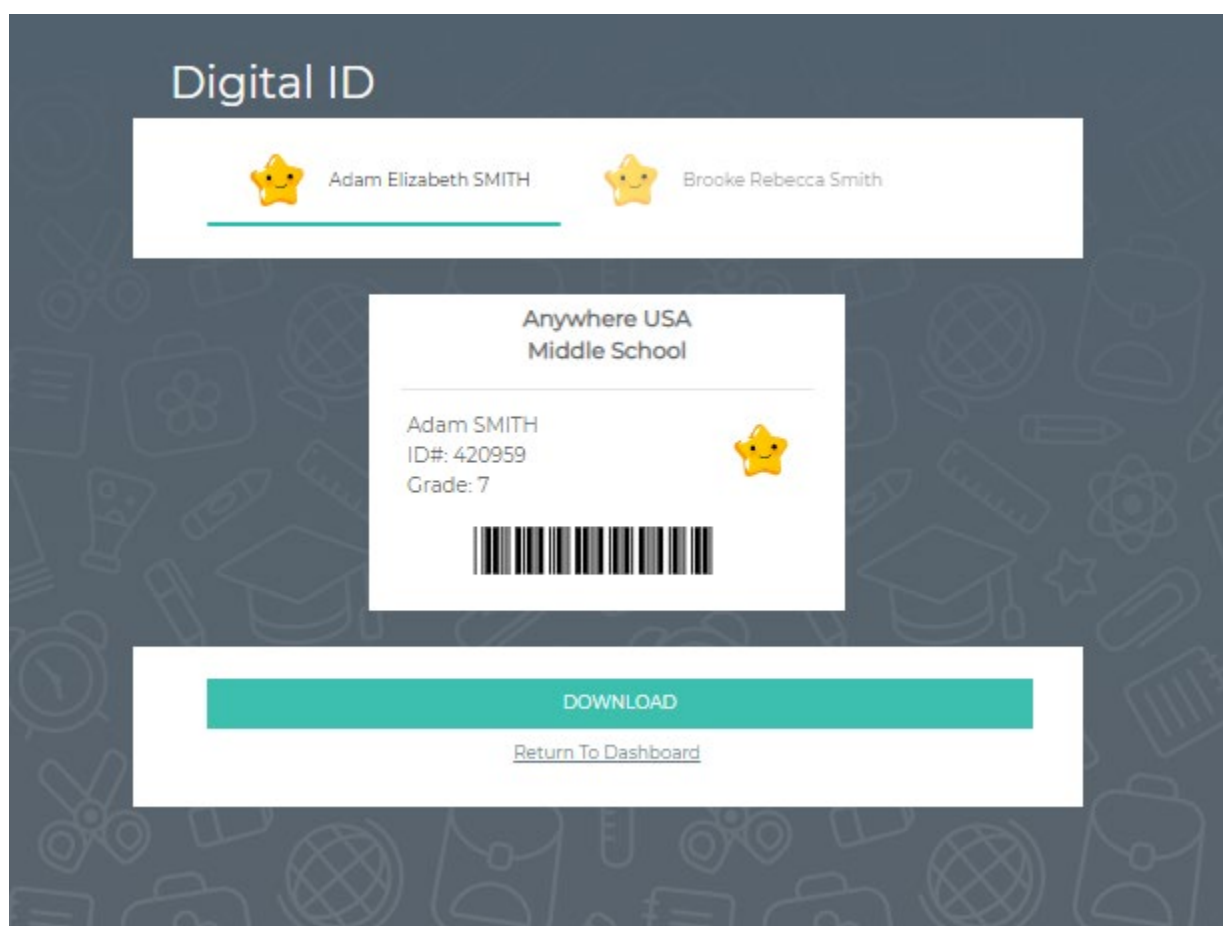 Digital ID
Adam Elizabeth SMITH
Brooke Rebecca Smith
Anywhere USA
Middle School
Adam SMITH
ID#: 420959
Grade: 7
DOWNLOAD
Return To Dashboard